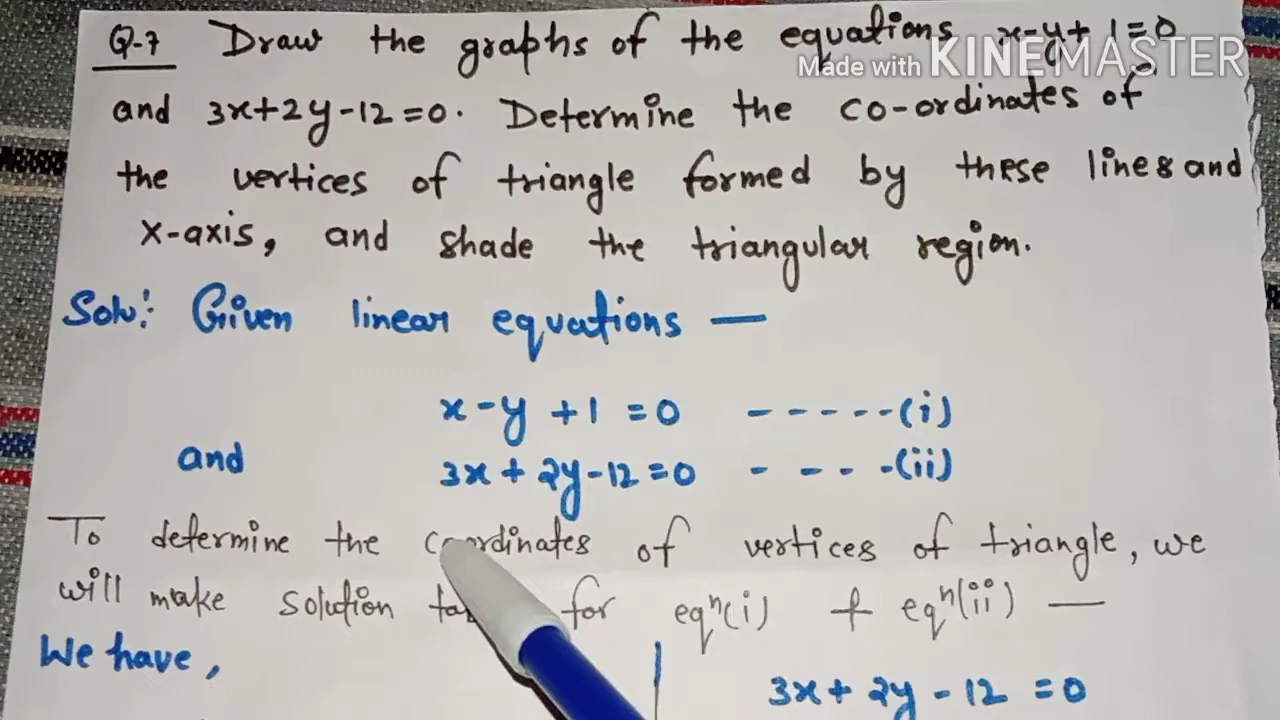 Q-7 Draw the graphs of the equations x-y+1=0
Made with KINEMASTER
and 3x+2y-12=0. Determine the co-ordinates of
the vertices of triangle formed by these lines and
x-axis, and shade the triangular region.
Solu: Given linear equations —
x-y+1=0 -----(i)
and 3x+2y-12=0 - - - -(ii)
To determine the coordinates of vertices of triangle, we
will make solution for eqⁿ(i) & eqⁿ(ii) —
We have,
3x+2y-12=0